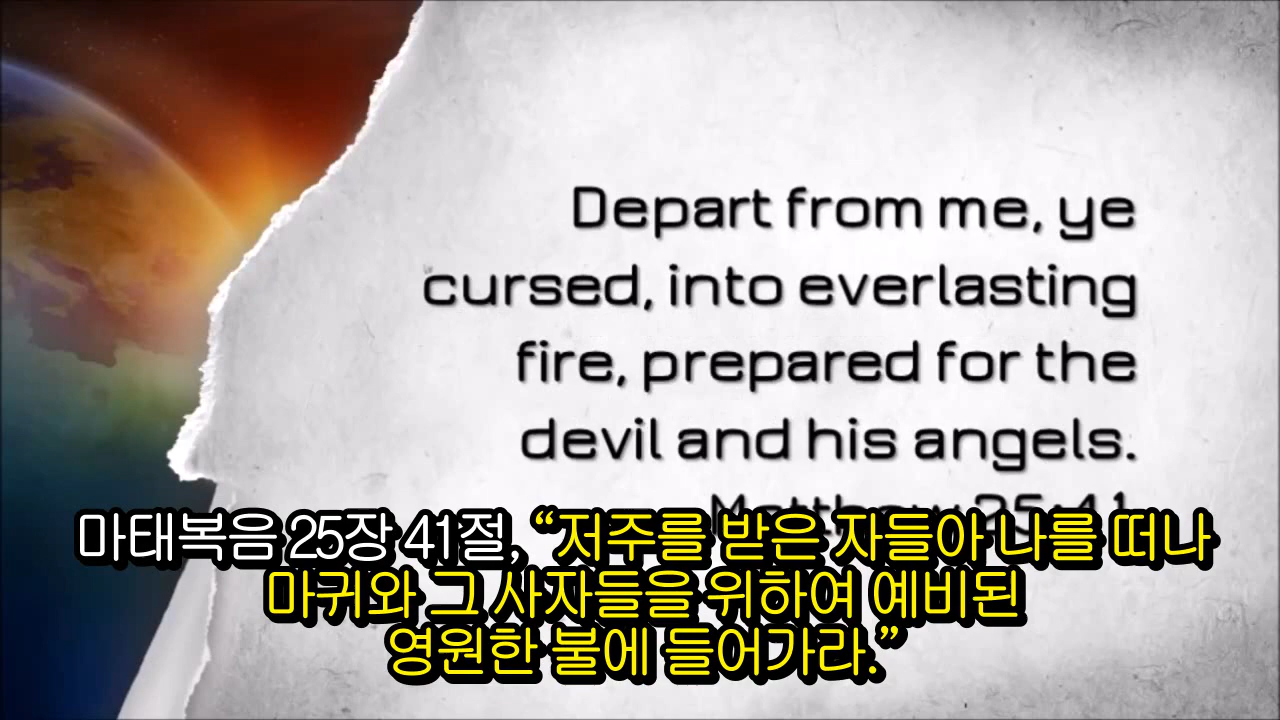 Depart from me, ye
cursed, into everlasting
fire, prepared for the
devil and his angels.
Matthew 25:41
마태복음 25장 41절, “저주를 받은 자들아 나를 떠나
마귀와 그 사자들을 위하여 예비된
영원한 불에 들어가라.”